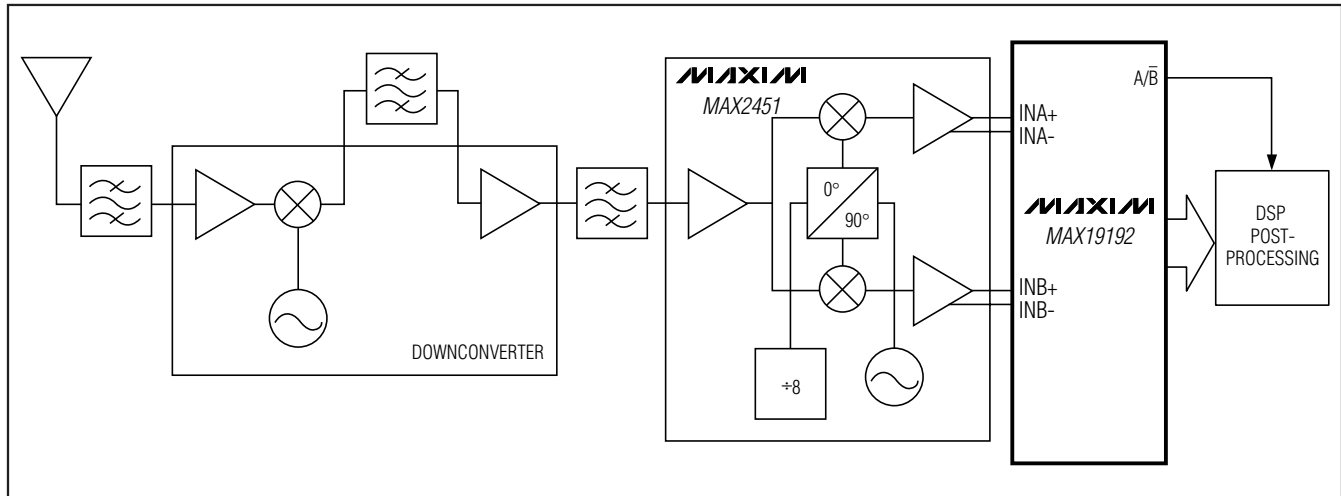 DOWNCONVERTER
MAXIM
MAX2451
0°
90°
÷8
INA+
INA-
INB+
INB-
A/B̅
MAXIM
MAX19192
DSP
POST-
PROCESSING